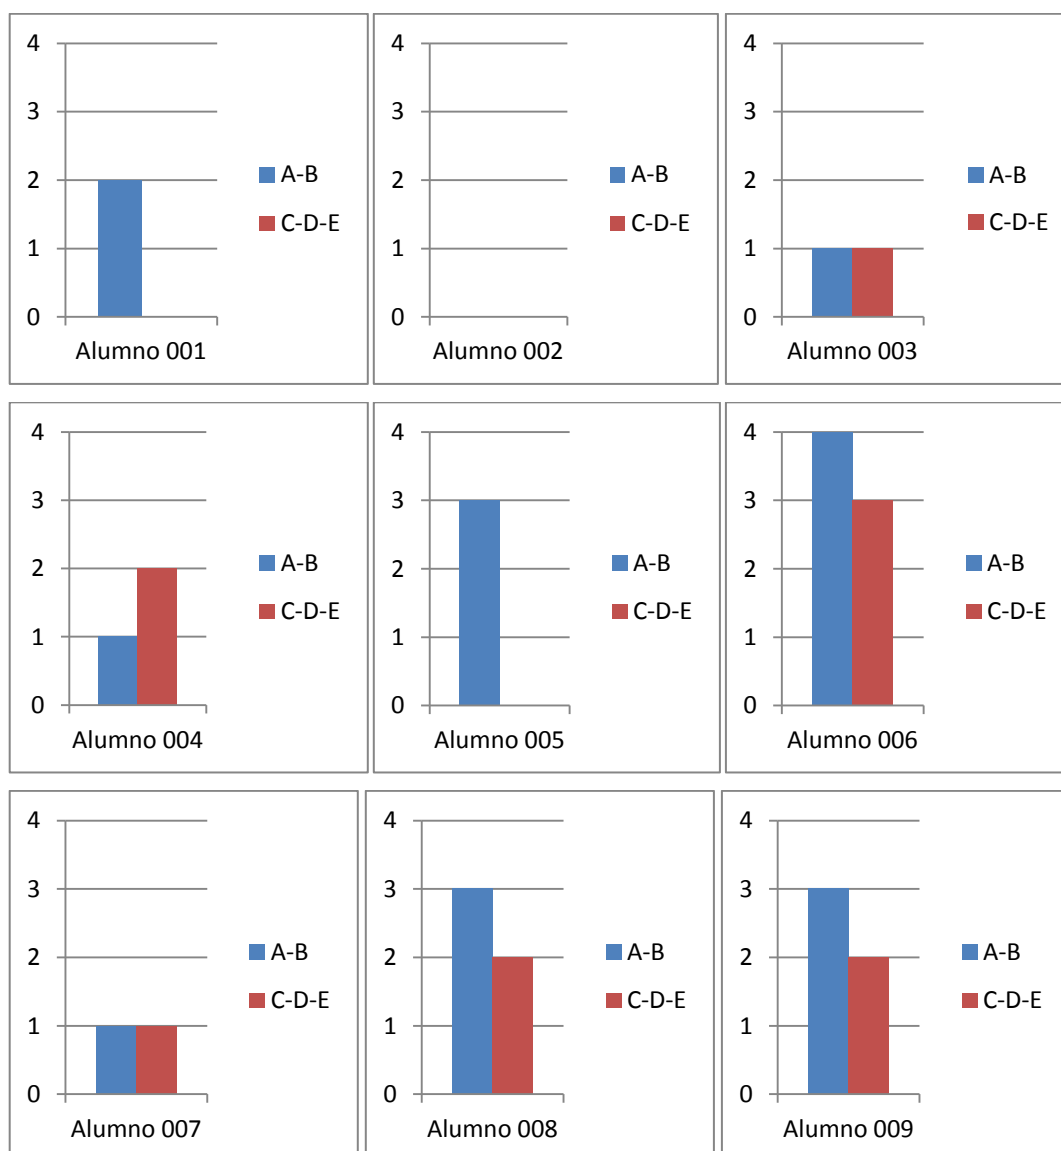 4
3
2
1
0
A-B
C-D-E
Alumno 001
4
3
2
1
0
A-B
C-D-E
Alumno 002
4
3
2
1
0
A-B
C-D-E
Alumno 003
4
3
2
1
0
A-B
C-D-E
Alumno 004
4
3
2
1
0
A-B
C-D-E
Alumno 005
4
3
2
1
0
A-B
C-D-E
Alumno 006
4
3
2
1
0
A-B
C-D-E
Alumno 007
4
3
2
1
0
A-B
C-D-E
Alumno 008
4
3
2
1
0
A-B
C-D-E
Alumno 009